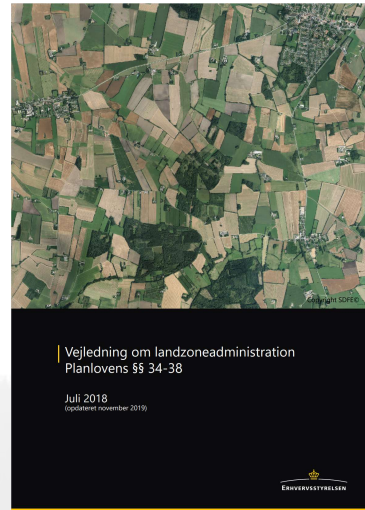 Copyright SDFE©
Vejledning om landzoneadministration
Planlovens §§ 34-38
Juli 2018
(opdateret november 2019)
ERHVERVSSTYRELSEN